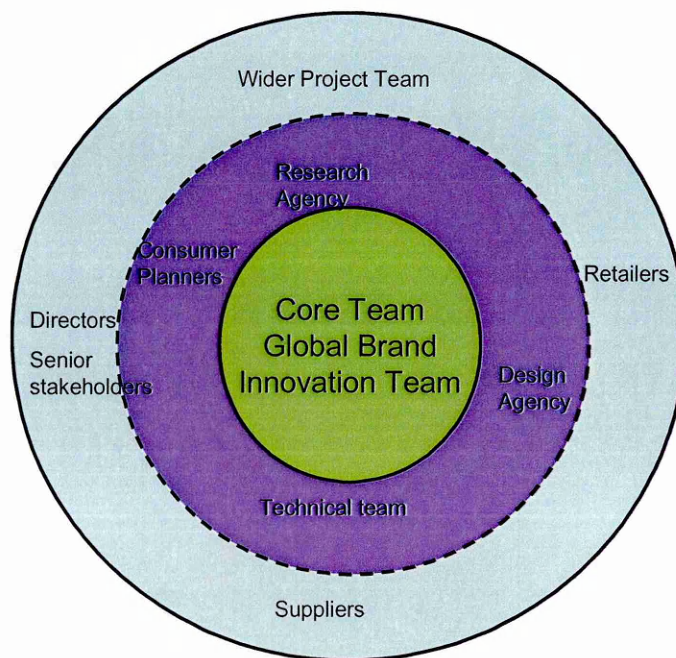 Wider Project Team
Research
Agency
Consumer
Planners
Retailers
Directors
Senior
stakeholders
Core Team
Global Brand
Innovation Team
Design
Agency
Technical team
Suppliers